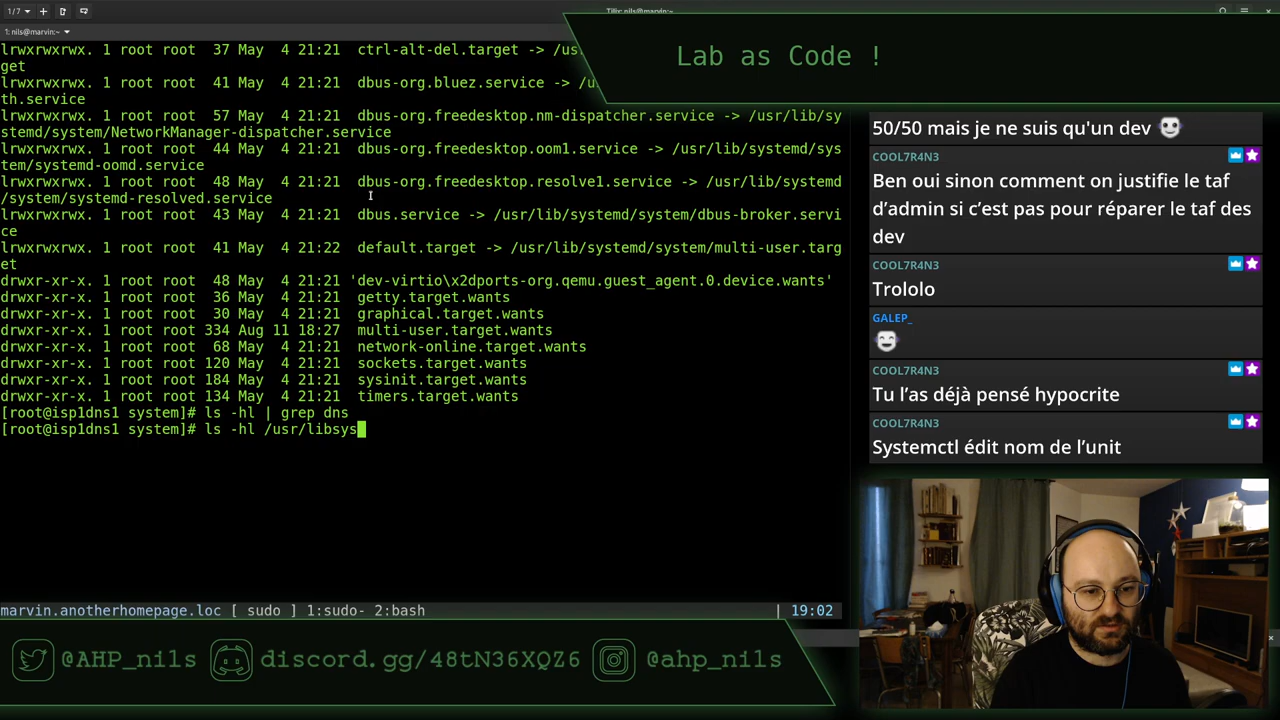 1/7
Tilix: nils@marvin:~
1: nils@marvin:~
lrwxrwxrwx. 1 root root  37 May  4 21:21  ctrl-alt-del.target -> /us
get
lrwxrwxrwx. 1 root root  41 May  4 21:21  dbus-org.bluez.service -> /u
th.service
lrwxrwxrwx. 1 root root  57 May  4 21:21  dbus-org.freedesktop.nm-dispatcher.service -> /usr/lib/sy
stemd/system/NetworkManager-dispatcher.service
lrwxrwxrwx. 1 root root  44 May  4 21:21  dbus-org.freedesktop.oom1.service -> /usr/lib/systemd/sys
tem/systemd-oomd.service
lrwxrwxrwx. 1 root root  48 May  4 21:21  dbus-org.freedesktop.resolve1.service -> /usr/lib/systemd
/system/systemd-resolved.service
lrwxrwxrwx. 1 root root  43 May  4 21:21  dbus.service -> /usr/lib/systemd/system/dbus-broker.servi
ce
lrwxrwxrwx. 1 root root  41 May  4 21:22  default.target -> /usr/lib/systemd/system/multi-user.targ
et
drwxr-xr-x. 1 root root  48 May  4 21:21 'dev-virtio\x2dports-org.qemu.guest_agent.0.device.wants'
drwxr-xr-x. 1 root root  36 May  4 21:21  getty.target.wants
drwxr-xr-x. 1 root root  30 May  4 21:21  graphical.target.wants
drwxr-xr-x. 1 root root 334 Aug 11 18:27  multi-user.target.wants
drwxr-xr-x. 1 root root  68 May  4 21:21  network-online.target.wants
drwxr-xr-x. 1 root root 120 May  4 21:21  sockets.target.wants
drwxr-xr-x. 1 root root 184 May  4 21:21  sysinit.target.wants
drwxr-xr-x. 1 root root 134 May  4 21:21  timers.target.wants
[root@isp1dns1 system]# ls -hl | grep dns
[root@isp1dns1 system]# ls -hl /usr/libsys
marvin.anotherhomepage.loc [ sudo ] 1:sudo- 2:bash | 19:02
Lab as Code !
50/50 mais je ne suis qu'un dev
COOL7R4N3
Ben oui sinon comment on justifie le taf
d’admin si c’est pas pour réparer le taf des
dev
COOL7R4N3
Trololo
GALEP_
COOL7R4N3
Tu l’as déjà pensé hypocrite
COOL7R4N3
Systemctl édit nom de l’unit
@AHP_nils
discord.gg/48tN36XQZ6
@ahp_nils